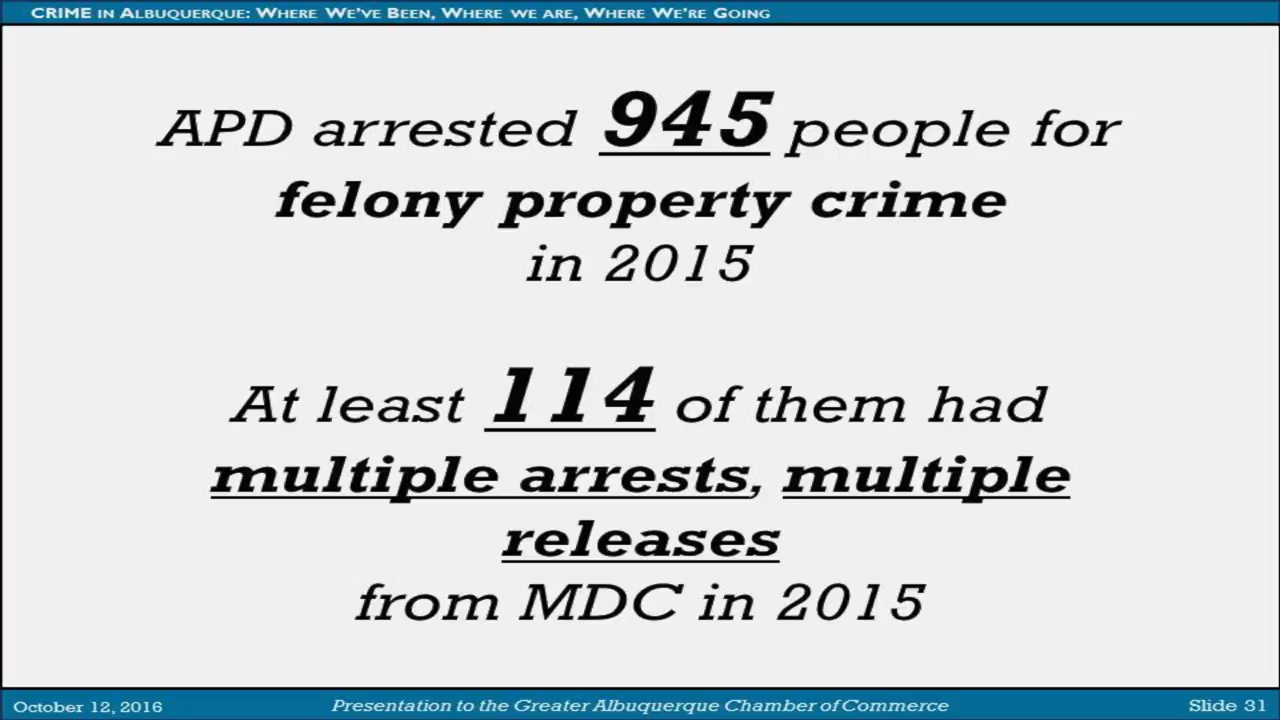 CRIME IN ALBUQUERQUE: WHERE WE'VE BEEN, WHERE WE ARE, WHERE WE'RE GOING
APD arrested 945 people for
felony property crime
in 2015
At least 114 of them had
multiple arrests, multiple
releases
from MDC in 2015
October 12, 2016
Presentation to the Greater Albuquerque Chamber of Commerce
Slide 31